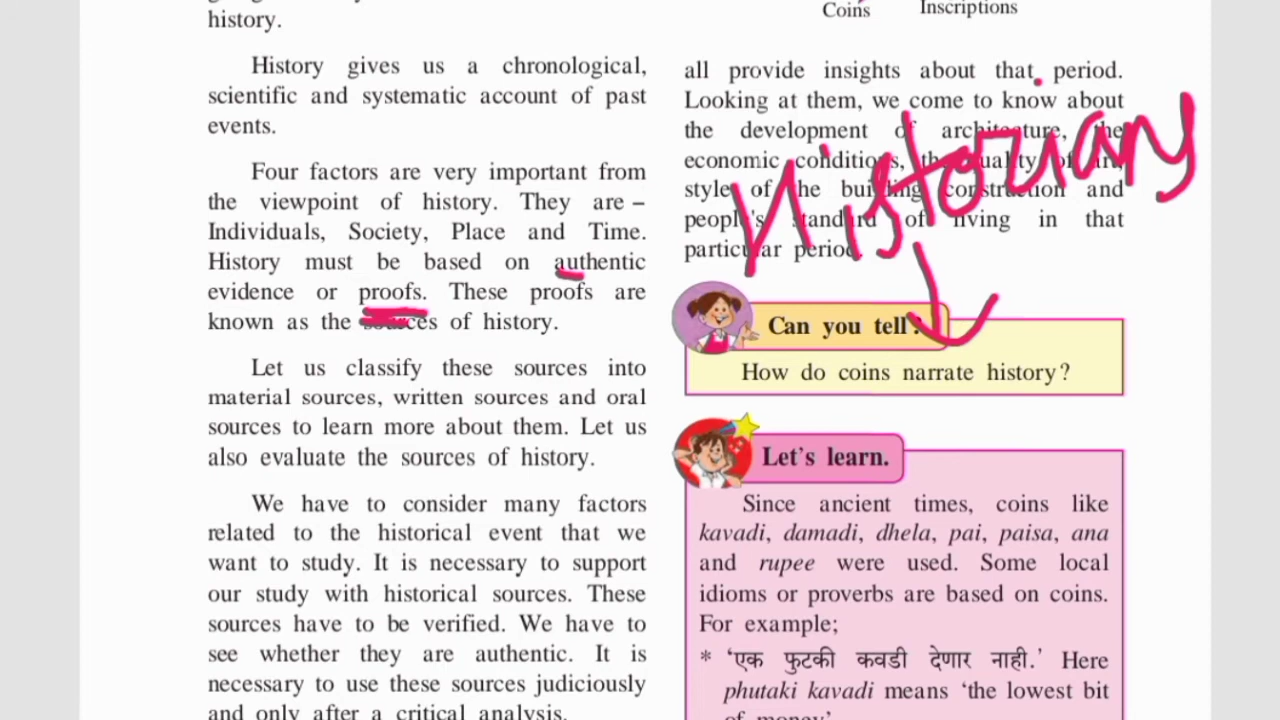 history.
History gives us a chronological,
scientific and systematic account of past
events.
Four factors are very important from
the viewpoint of history. They are –
Individuals, Society, Place and Time.
History must be based on authentic
evidence or proofs. These proofs are
known as the sources of history.
Let us classify these sources into
material sources, written sources and oral
sources to learn more about them. Let us
also evaluate the sources of history.
We have to consider many factors
related to the historical event that we
want to study. It is necessary to support
our study with historical sources. These
sources have to be verified. We have to
see whether they are authentic. It is
necessary to use these sources judiciously
and only after a critical analysis.
Coins Inscriptions
all provide insights about that period.
Looking at them, we come to know about
the development of architecture, the
economic conditions, the quality of art,
style of the building construction and
people's standard of living in that
particular period.
Historians
Can you tell?
How do coins narrate history?
Let's learn.
Since ancient times, coins like
kavadi, damadi, dhela, pai, paisa, ana
and rupee were used. Some local
idioms or proverbs are based on coins.
For example;
* 'एक फुटकी कवडी देणार नाही.' Here
phutaki kavadi means 'the lowest bit
of money'